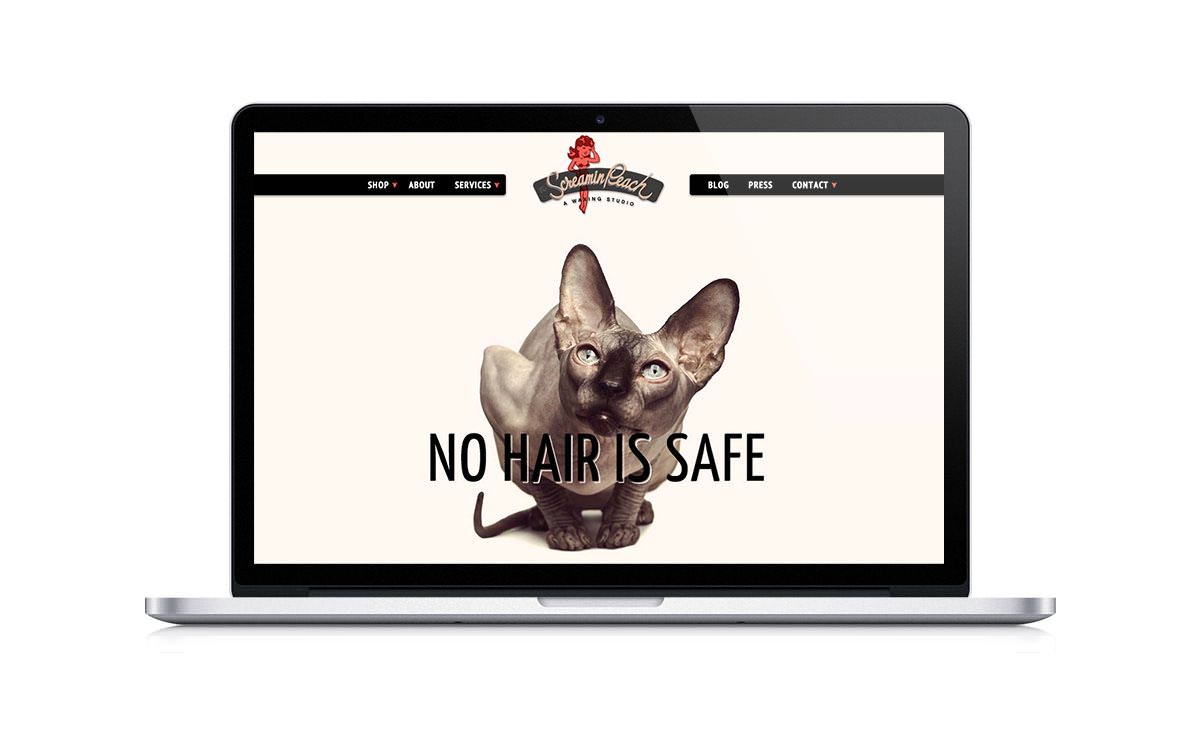 SHOP ABOUT SERVICES
Screamin Peach
A WAXING STUDIO
BLOG PRESS CONTACT
NO HAIR IS SAFE